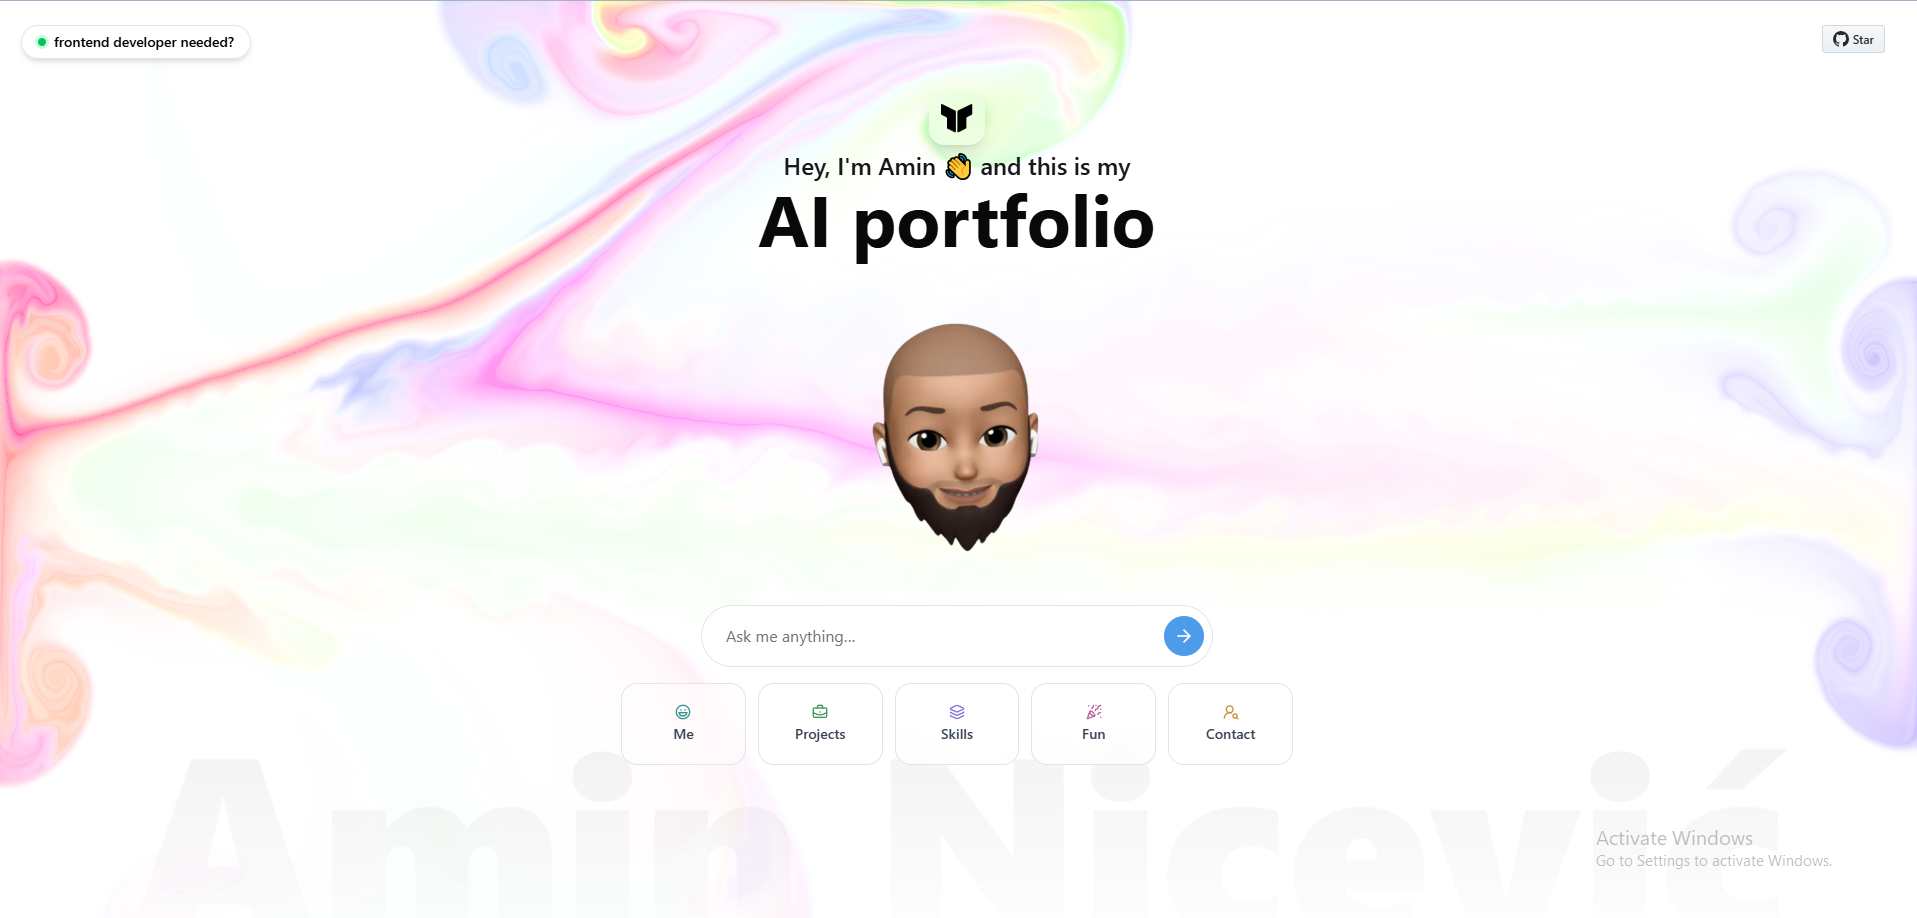 frontend developer needed?
Star
Hey, I'm Amin 👋 and this is my
AI portfolio
Ask me anything...
Me
Projects
Skills
Fun
Contact
Amin Nicević
Activate Windows
Go to Settings to activate Windows.